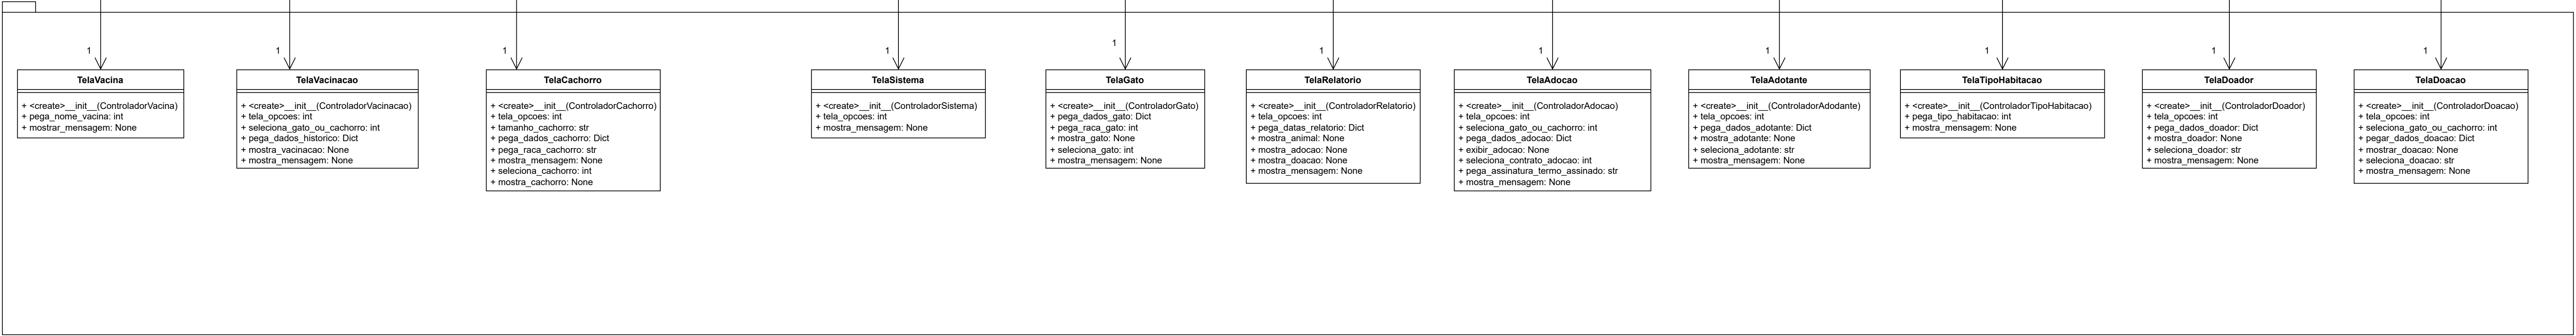 1
TelaVacina
+ <create>__init__(ControladorVacina)
+ pega_nome_vacina: int
+ mostrar_mensagem: None
1
TelaVacinacao
+ <create>__init__(ControladorVacinacao)
+ tela_opcoes: int
+ seleciona_gato_ou_cachorro: int
+ pega_dados_historico: Dict
+ mostra_vacinacao: None
+ mostra_mensagem: None
1
TelaCachorro
+ <create>__init__(ControladorCachorro)
+ tela_opcoes: int
+ tamanho_cachorro: str
+ pega_dados_cachorro: Dict
+ pega_raca_cachorro: str
+ mostra_mensagem: None
+ seleciona_cachorro: int
+ mostra_cachorro: None
1
TelaSistema
+ <create>__init__(ControladorSistema)
+ tela_opcoes: int
+ mostra_mensagem: None
1
TelaGato
+ <create>__init__(ControladorGato)
+ pega_dados_gato: Dict
+ pega_raca_gato: int
+ mostra_gato: None
+ seleciona_gato: int
+ mostra_mensagem: None
1
TelaRelatorio
+ <create>__init__(ControladorRelatorio)
+ tela_opcoes: int
+ pega_datas_relatorio: Dict
+ mostra_animal: None
+ mostra_adocao: None
+ mostra_doacao: None
+ mostra_mensagem: None
1
TelaAdocao
+ <create>__init__(ControladorAdocao)
+ tela_opcoes: int
+ seleciona_gato_ou_cachorro: int
+ pega_dados_adocao: Dict
+ exibir_adocao: None
+ seleciona_contrato_adocao: int
+ pega_assinatura_termo_assinado: str
+ mostra_mensagem: None
1
TelaAdotante
+ <create>__init__(ControladorAdodante)
+ tela_opcoes: int
+ pega_dados_adotante: Dict
+ mostra_adotante: None
+ seleciona_adotante: str
+ mostra_mensagem: None
1
TelaTipoHabitacao
+ <create>__init__(ControladorTipoHabitacao)
+ pega_tipo_habitacao: int
+ mostra_mensagem: None
1
TelaDoador
+ <create>__init__(ControladorDoador)
+ tela_opcoes: int
+ pega_dados_doador: Dict
+ mostra_doador: None
+ seleciona_doador: str
+ mostra_mensagem: None
1
TelaDoacao
+ <create>__init__(ControladorDoacao)
+ tela_opcoes: int
+ seleciona_gato_ou_cachorro: int
+ pegar_dados_doacao: Dict
+ mostrar_doacao: None
+ seleciona_doacao: str
+ mostra_mensagem: None